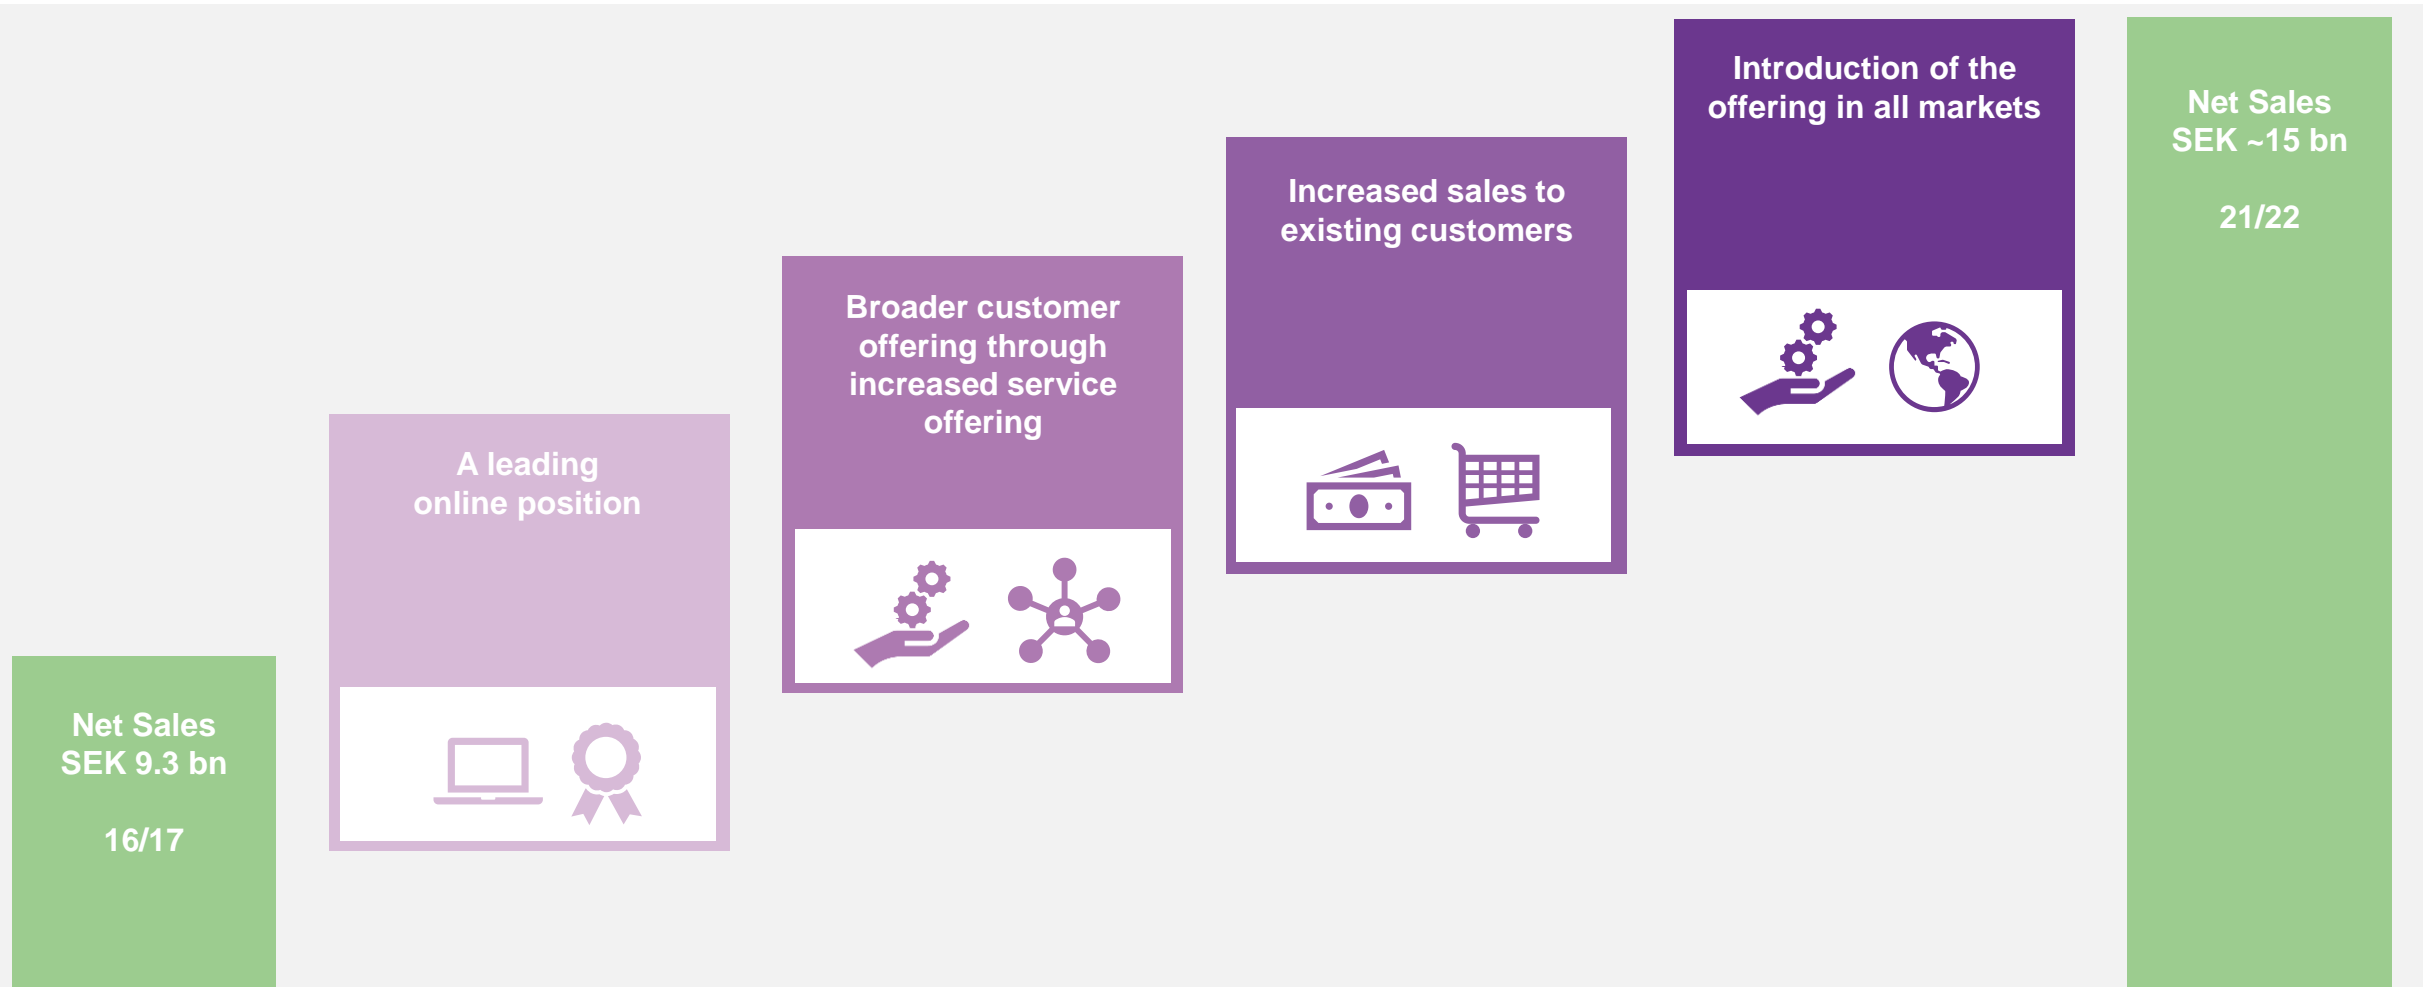 Net Sales
SEK 9.3 bn
16/17
A leading
online position
Broader customer
offering through
increased service
offering
Increased sales to
existing customers
Introduction of the
offering in all markets
Net Sales
SEK ~15 bn
21/22